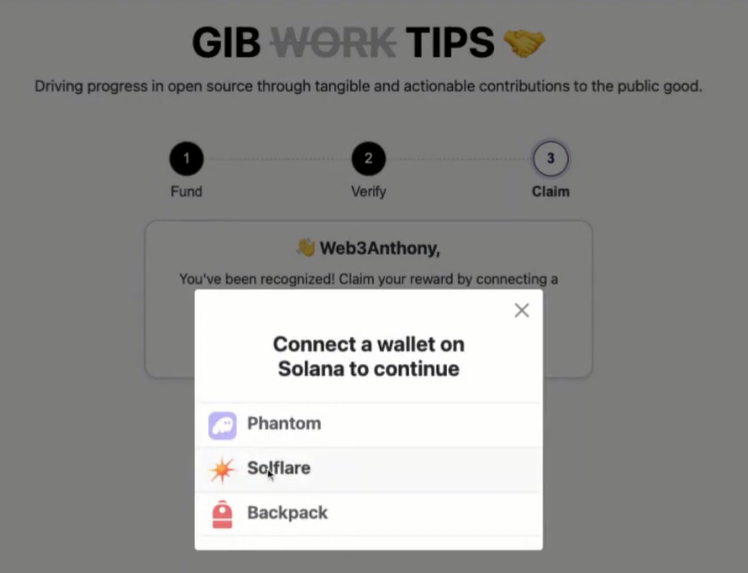 GIB WORK TIPS 🤝
Driving progress in open source through tangible and actionable contributions to the public good.
1
2
3
Fund
Verify
Claim
👋 Web3Anthony,
You've been recognized! Claim your reward by connecting a
Connect a wallet on
Solana to continue
Phantom
Solflare
Backpack